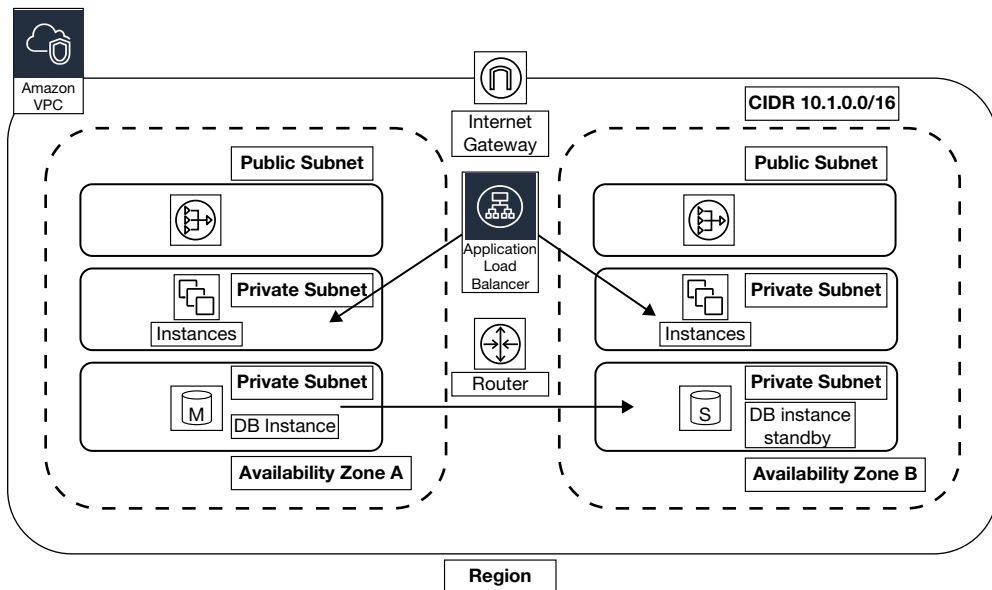 Amazon
VPC
Internet
Gateway
CIDR 10.1.0.0/16
Public Subnet
Public Subnet
Application
Load
Balancer
Private Subnet
Instances
Private Subnet
Instances
Router
Private Subnet
M
DB Instance
Private Subnet
S
DB instance
standby
Availability Zone A
Availability Zone B
Region